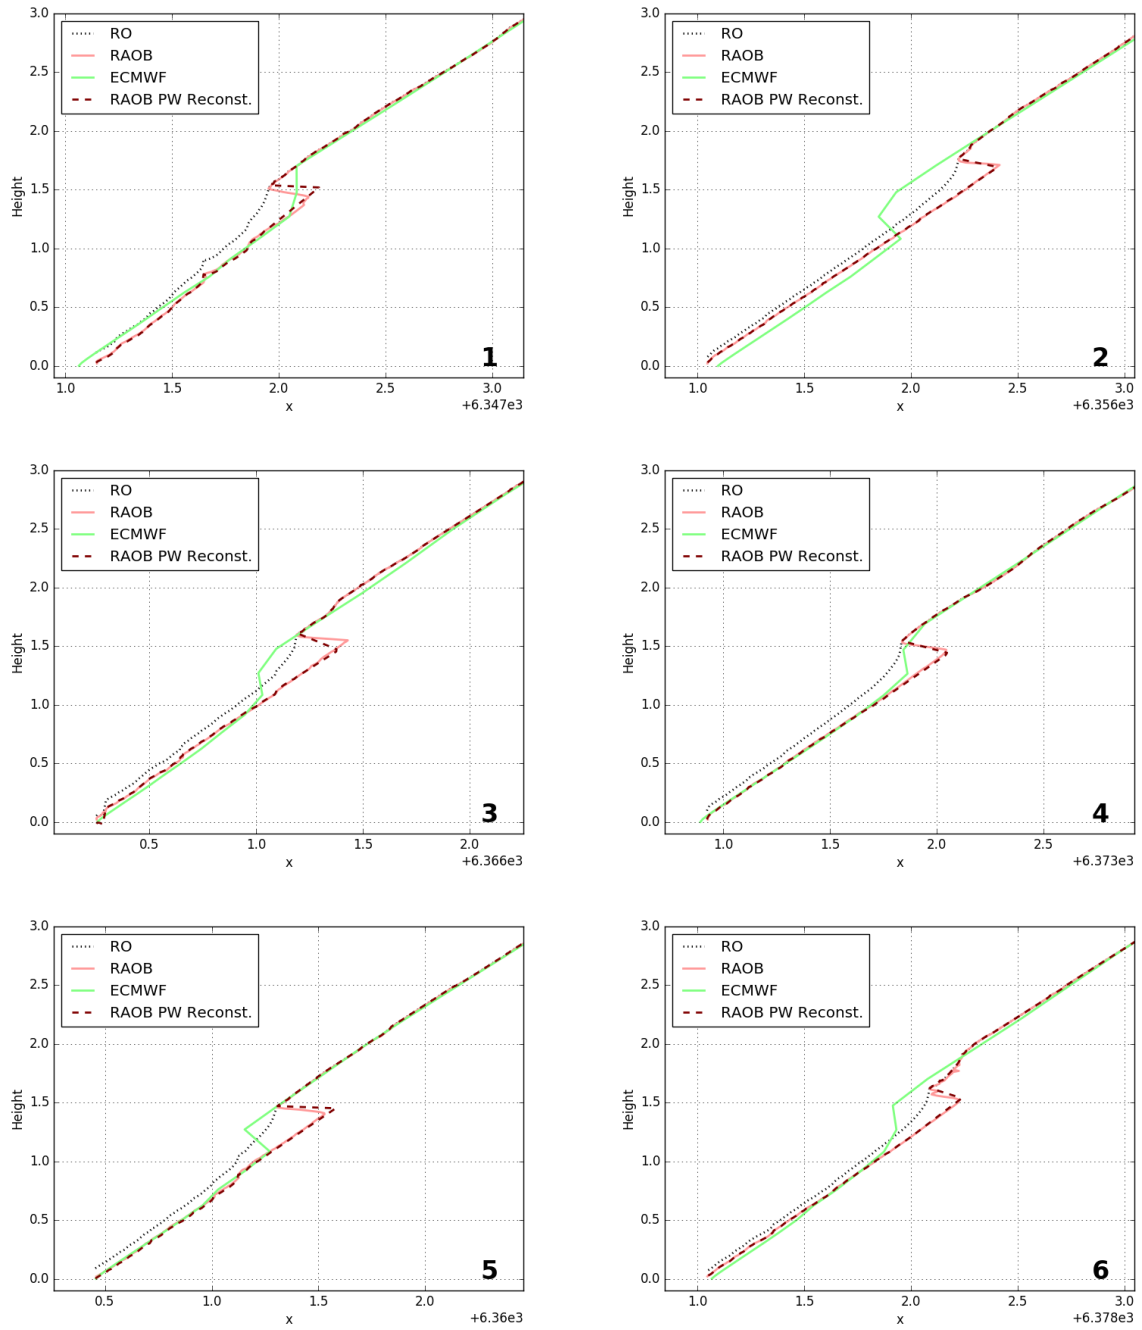 3.0
2.5
2.0
1.5
1.0
0.5
0.0
Height
RO
RAOB
ECMWF
RAOB PW Reconst.
1
1.0 1.5 2.0 2.5 3.0
x
+6.347e3
3.0
2.5
2.0
1.5
1.0
0.5
0.0
Height
RO
RAOB
ECMWF
RAOB PW Reconst.
2
1.0 1.5 2.0 2.5 3.0
x
+6.356e3
3.0
2.5
2.0
1.5
1.0
0.5
0.0
Height
RO
RAOB
ECMWF
RAOB PW Reconst.
3
0.5 1.0 1.5 2.0
x
+6.366e3
3.0
2.5
2.0
1.5
1.0
0.5
0.0
Height
RO
RAOB
ECMWF
RAOB PW Reconst.
4
1.0 1.5 2.0 2.5
x
+6.373e3
3.0
2.5
2.0
1.5
1.0
0.5
0.0
Height
RO
RAOB
ECMWF
RAOB PW Reconst.
5
0.5 1.0 1.5 2.0
x
+6.36e3
3.0
2.5
2.0
1.5
1.0
0.5
0.0
Height
RO
RAOB
ECMWF
RAOB PW Reconst.
6
1.0 1.5 2.0 2.5 3.0
x
+6.378e3